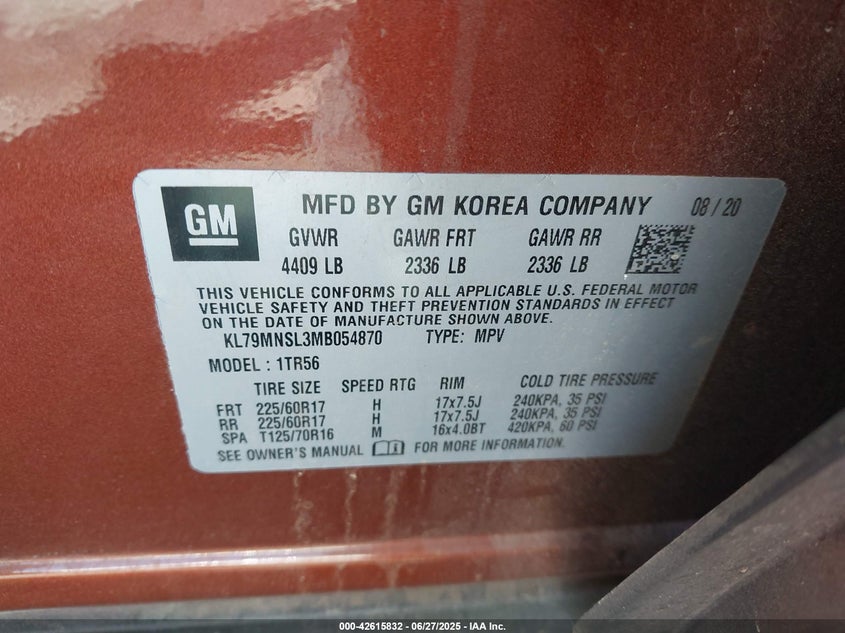 GM MFD BY GM KOREA COMPANY 08/20
GVWR GAWR FRT GAWR RR
4409 LB 2336 LB 2336 LB
THIS VEHICLE CONFORMS TO ALL APPLICABLE U.S. FEDERAL MOTOR
VEHICLE SAFETY AND THEFT PREVENTION STANDARDS IN EFFECT
ON THE DATE OF MANUFACTURE SHOWN ABOVE.
KL79MNSL3MB054870 TYPE: MPV
MODEL : 1TR56
TIRE SIZE SPEED RTG RIM COLD TIRE PRESSURE
FRT 225/60R17 H 17x7.5J 240KPA, 35 PSI
RR 225/60R17 H 17x7.5J 240KPA, 35 PSI
SPA T125/70R16 M 16x4.0BT 420KPA, 60 PSI
SEE OWNER'S MANUAL FOR MORE INFORMATION.
000-42615832 - 06/27/2025 - IAA Inc.